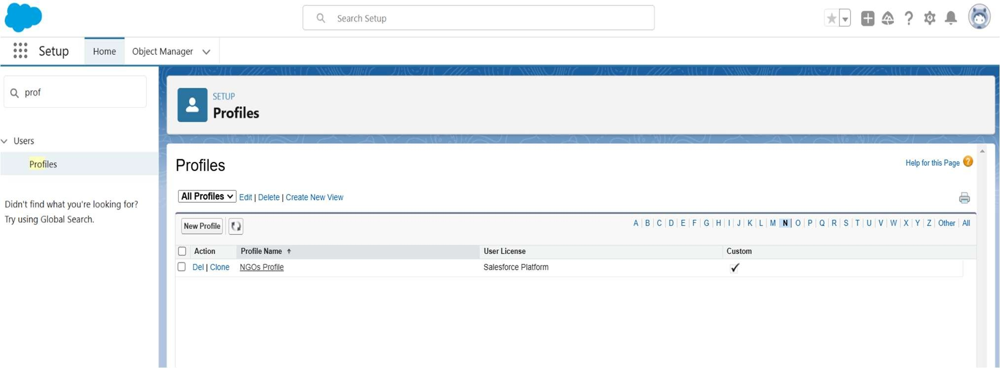 Search Setup
Setup Home Object Manager
prof
SETUP
Profiles
Users
Profiles
Didn't find what you're looking for?
Try using Global Search.
Profiles
Help for this Page ?
All Profiles Edit | Delete | Create New View
New Profile
A | B | C | D | E | F | G | H | I | J | K | L | M | N | O | P | Q | R | S | T | U | V | W | X | Y | Z | Other | All
Action Profile Name ↑ User License Custom
Del | Clone NGOs Profile Salesforce Platform ✓